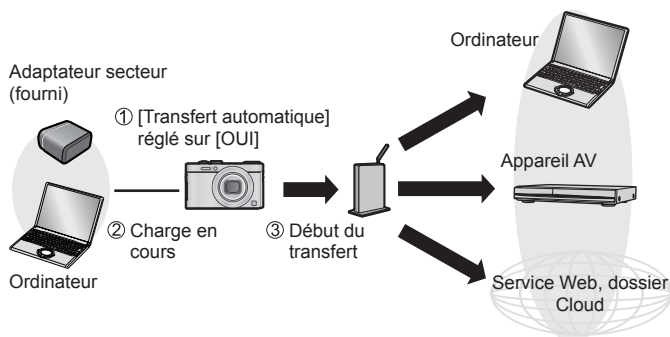 Adaptateur secteur
(fourni)
① [Transfert automatique]
réglé sur [OUI]
② Charge en
cours
Ordinateur
③ Début du
transfert
Ordinateur
Appareil AV
Service Web, dossier
Cloud